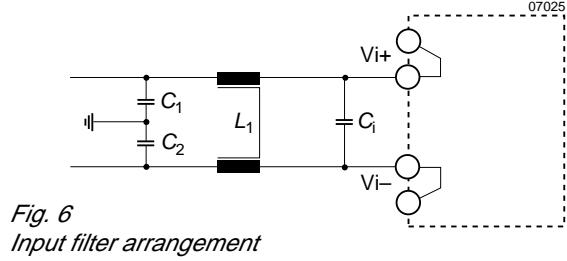 07025
Vi+
C1
L1
Ci
C2
Vi–
Fig. 6
Input filter arrangement